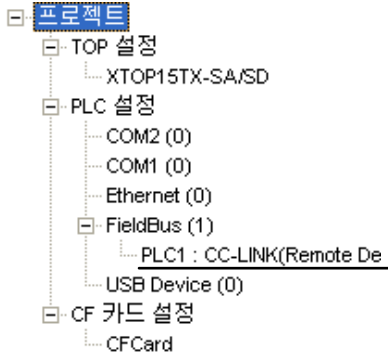 프로젝트
TOP 설정
XTOP15TX-SA/SD
PLC 설정
COM2 (0)
COM1 (0)
Ethernet (0)
FieldBus (1)
PLC1 : CC-LINK(Remote De
USB Device (0)
CF 카드 설정
CFCard